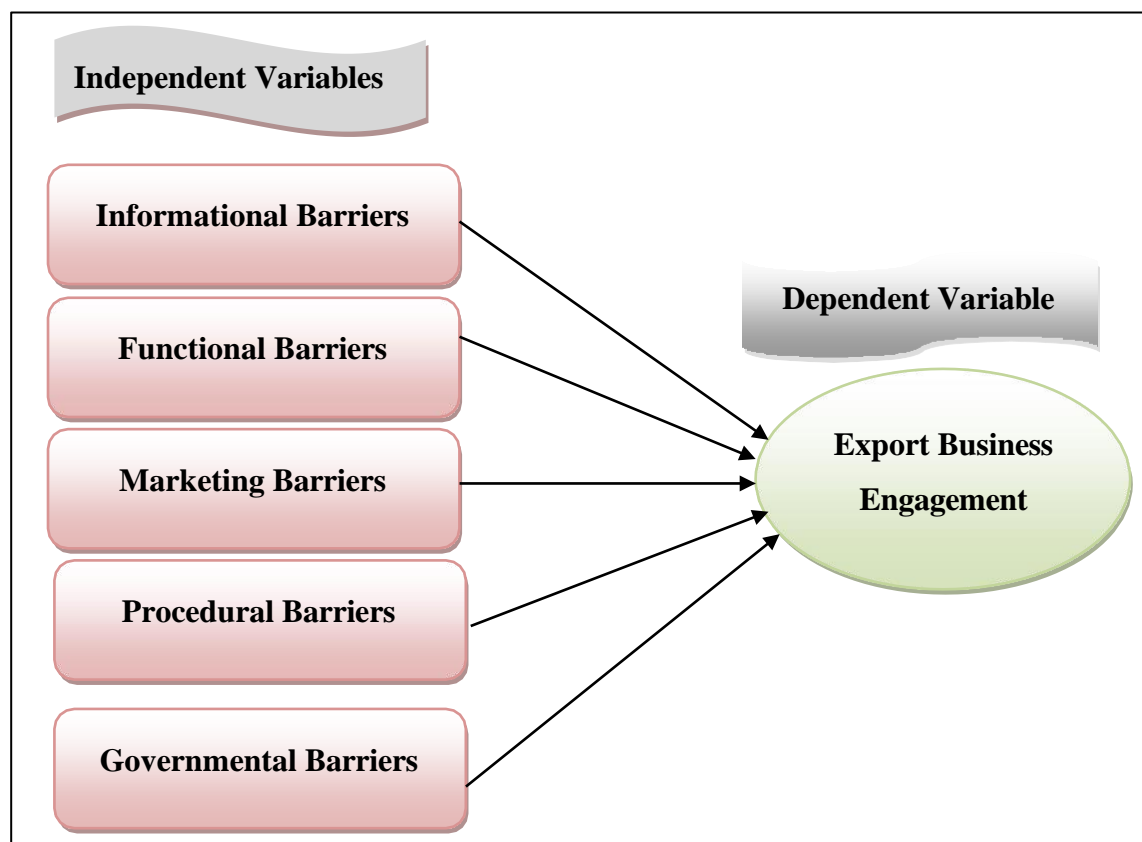 Independent Variables
Informational Barriers
Functional Barriers
Marketing Barriers
Procedural Barriers
Governmental Barriers
Dependent Variable
Export Business
Engagement